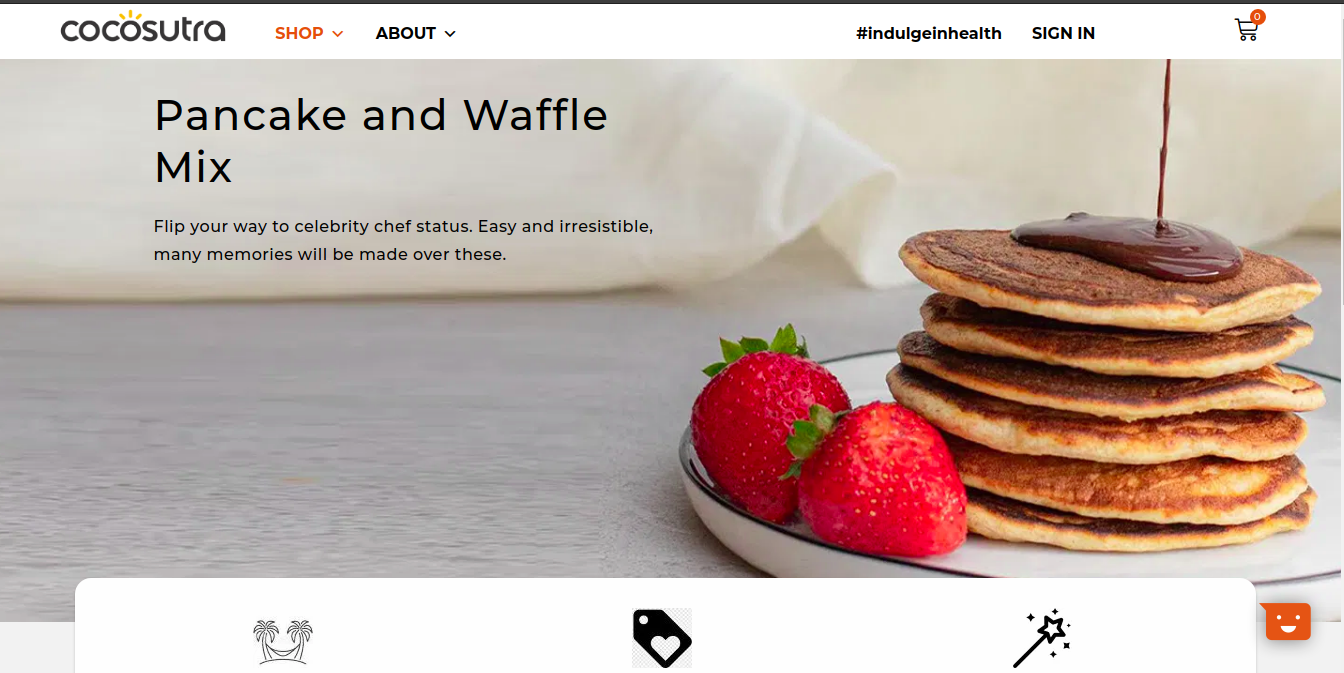 cocosutra
SHOP
ABOUT
#indulgeinhealth
SIGN IN
0
Pancake and Waffle
Mix
Flip your way to celebrity chef status. Easy and irresistible,
many memories will be made over these.